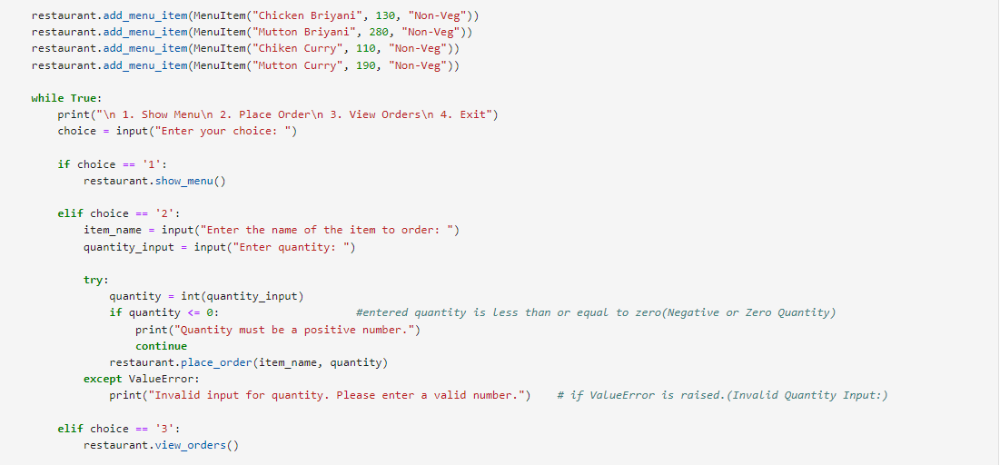 restaurant.add_menu_item(MenuItem("Chicken Briyani", 130, "Non-Veg"))
restaurant.add_menu_item(MenuItem("Mutton Briyani", 280, "Non-Veg"))
restaurant.add_menu_item(MenuItem("Chiken Curry", 110, "Non-Veg"))
restaurant.add_menu_item(MenuItem("Mutton Curry", 190, "Non-Veg"))
while True:
    print("\n 1. Show Menu\n 2. Place Order\n 3. View Orders\n 4. Exit")
    choice = input("Enter your choice: ")
    if choice == '1':
        restaurant.show_menu()
    elif choice == '2':
        item_name = input("Enter the name of the item to order: ")
        quantity_input = input("Enter quantity: ")
        try:
            quantity = int(quantity_input)
            if quantity <= 0:                     #entered quantity is less than or equal to zero(Negative or Zero Quantity)
                print("Quantity must be a positive number.")
                continue
            restaurant.place_order(item_name, quantity)
        except ValueError:
            print("Invalid input for quantity. Please enter a valid number.")    # if ValueError is raised.(Invalid Quantity Input:)
    elif choice == '3':
        restaurant.view_orders()